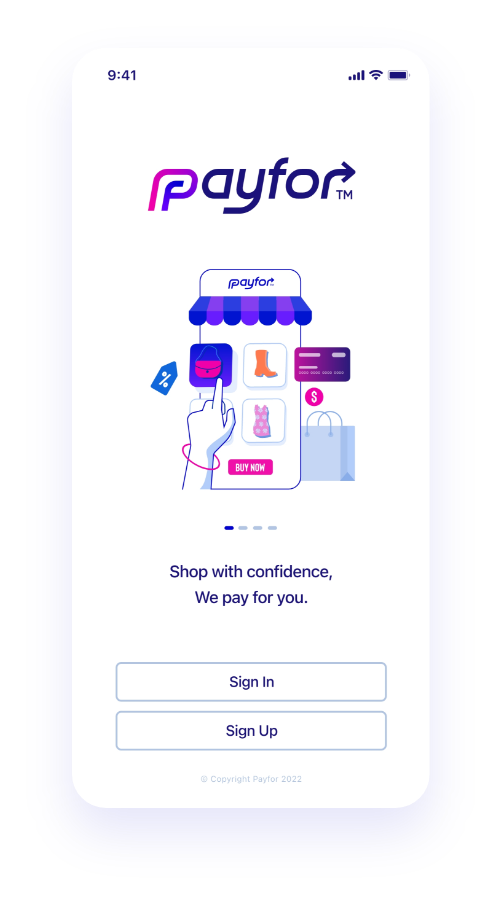 9:41
payfor™
payfor
%
$
BUY NOW
Shop with confidence,
We pay for you.
Sign In
Sign Up
© Copyright Payfor 2022